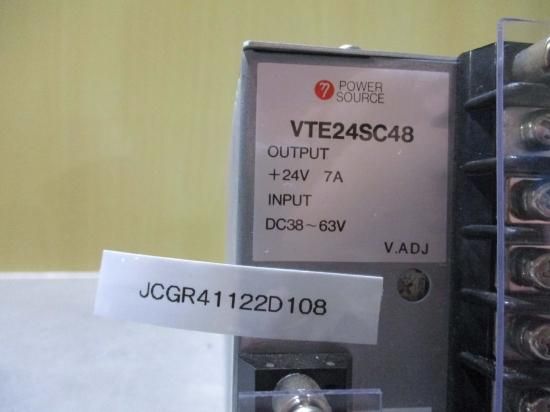 η POWER
SOURCE
VTE24SC48
OUTPUT
+24V 7A
INPUT
DC38~63V
V.ADJ
JCGR41122D108